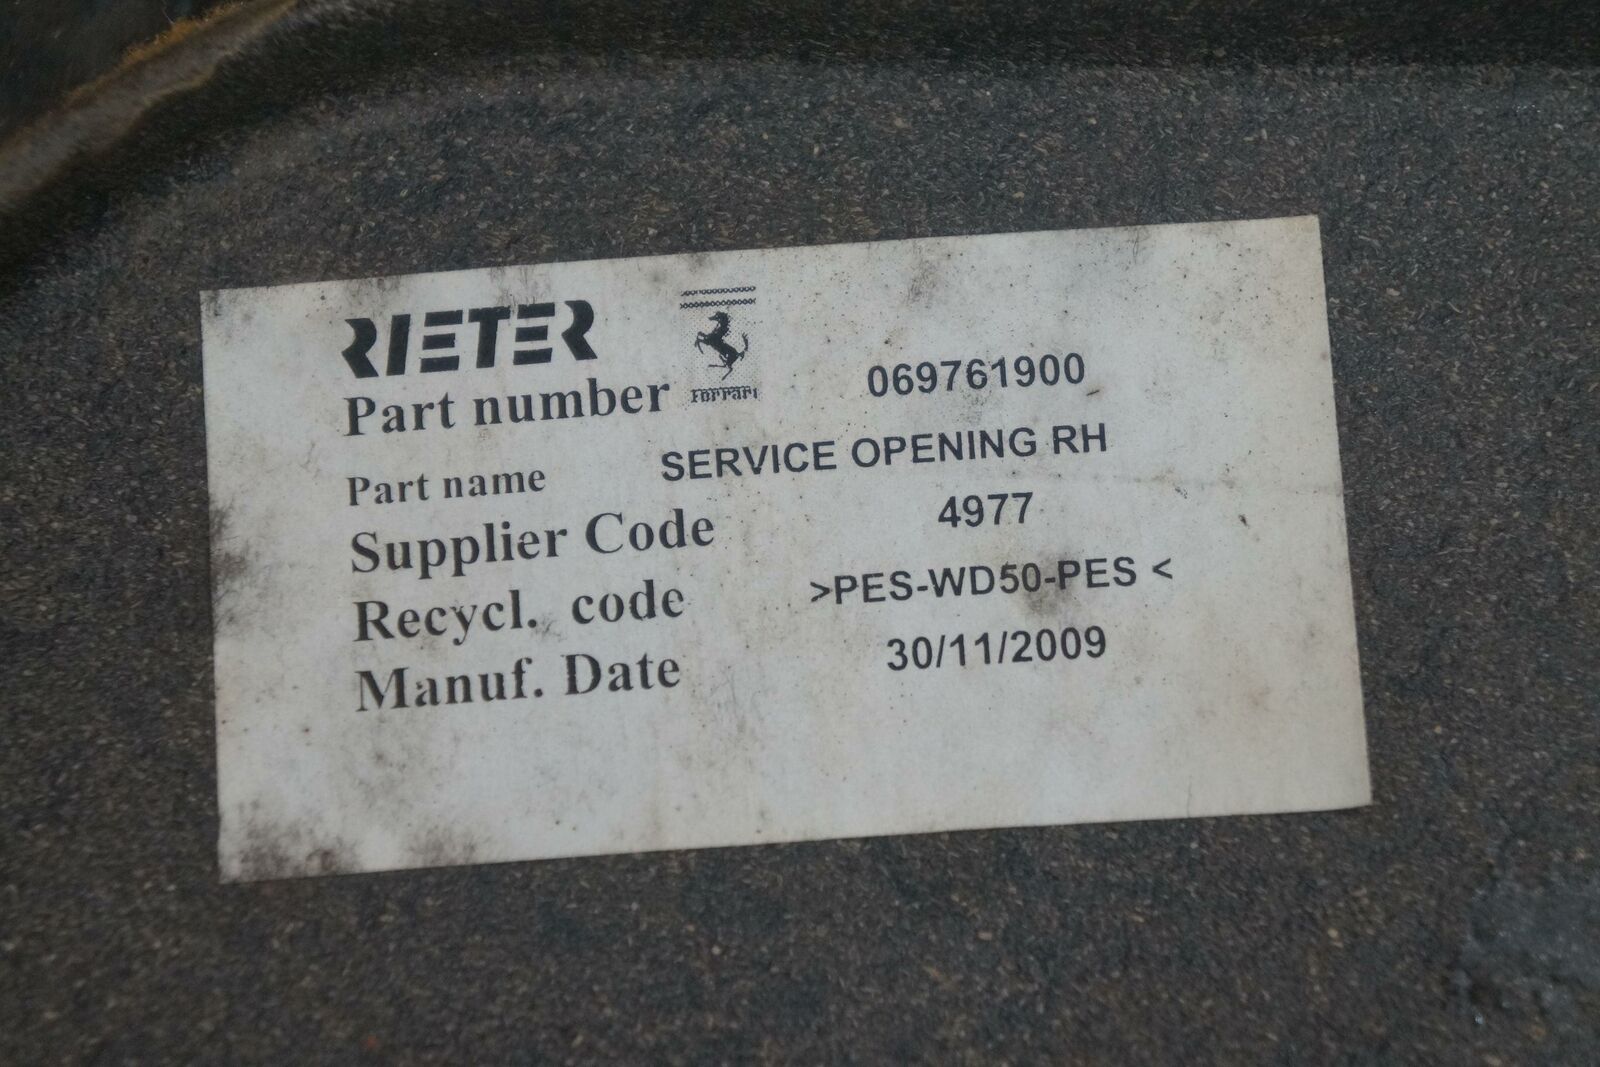 RIETER
Ferrari
Part number 069761900
Part name SERVICE OPENING RH
Supplier Code 4977
Recycl. code >PES-WD50-PES <
Manuf. Date 30/11/2009